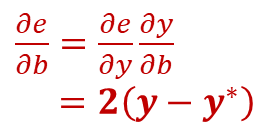 ∂e/∂b = ∂e/∂y ∂y/∂b
= 2(y − y*)